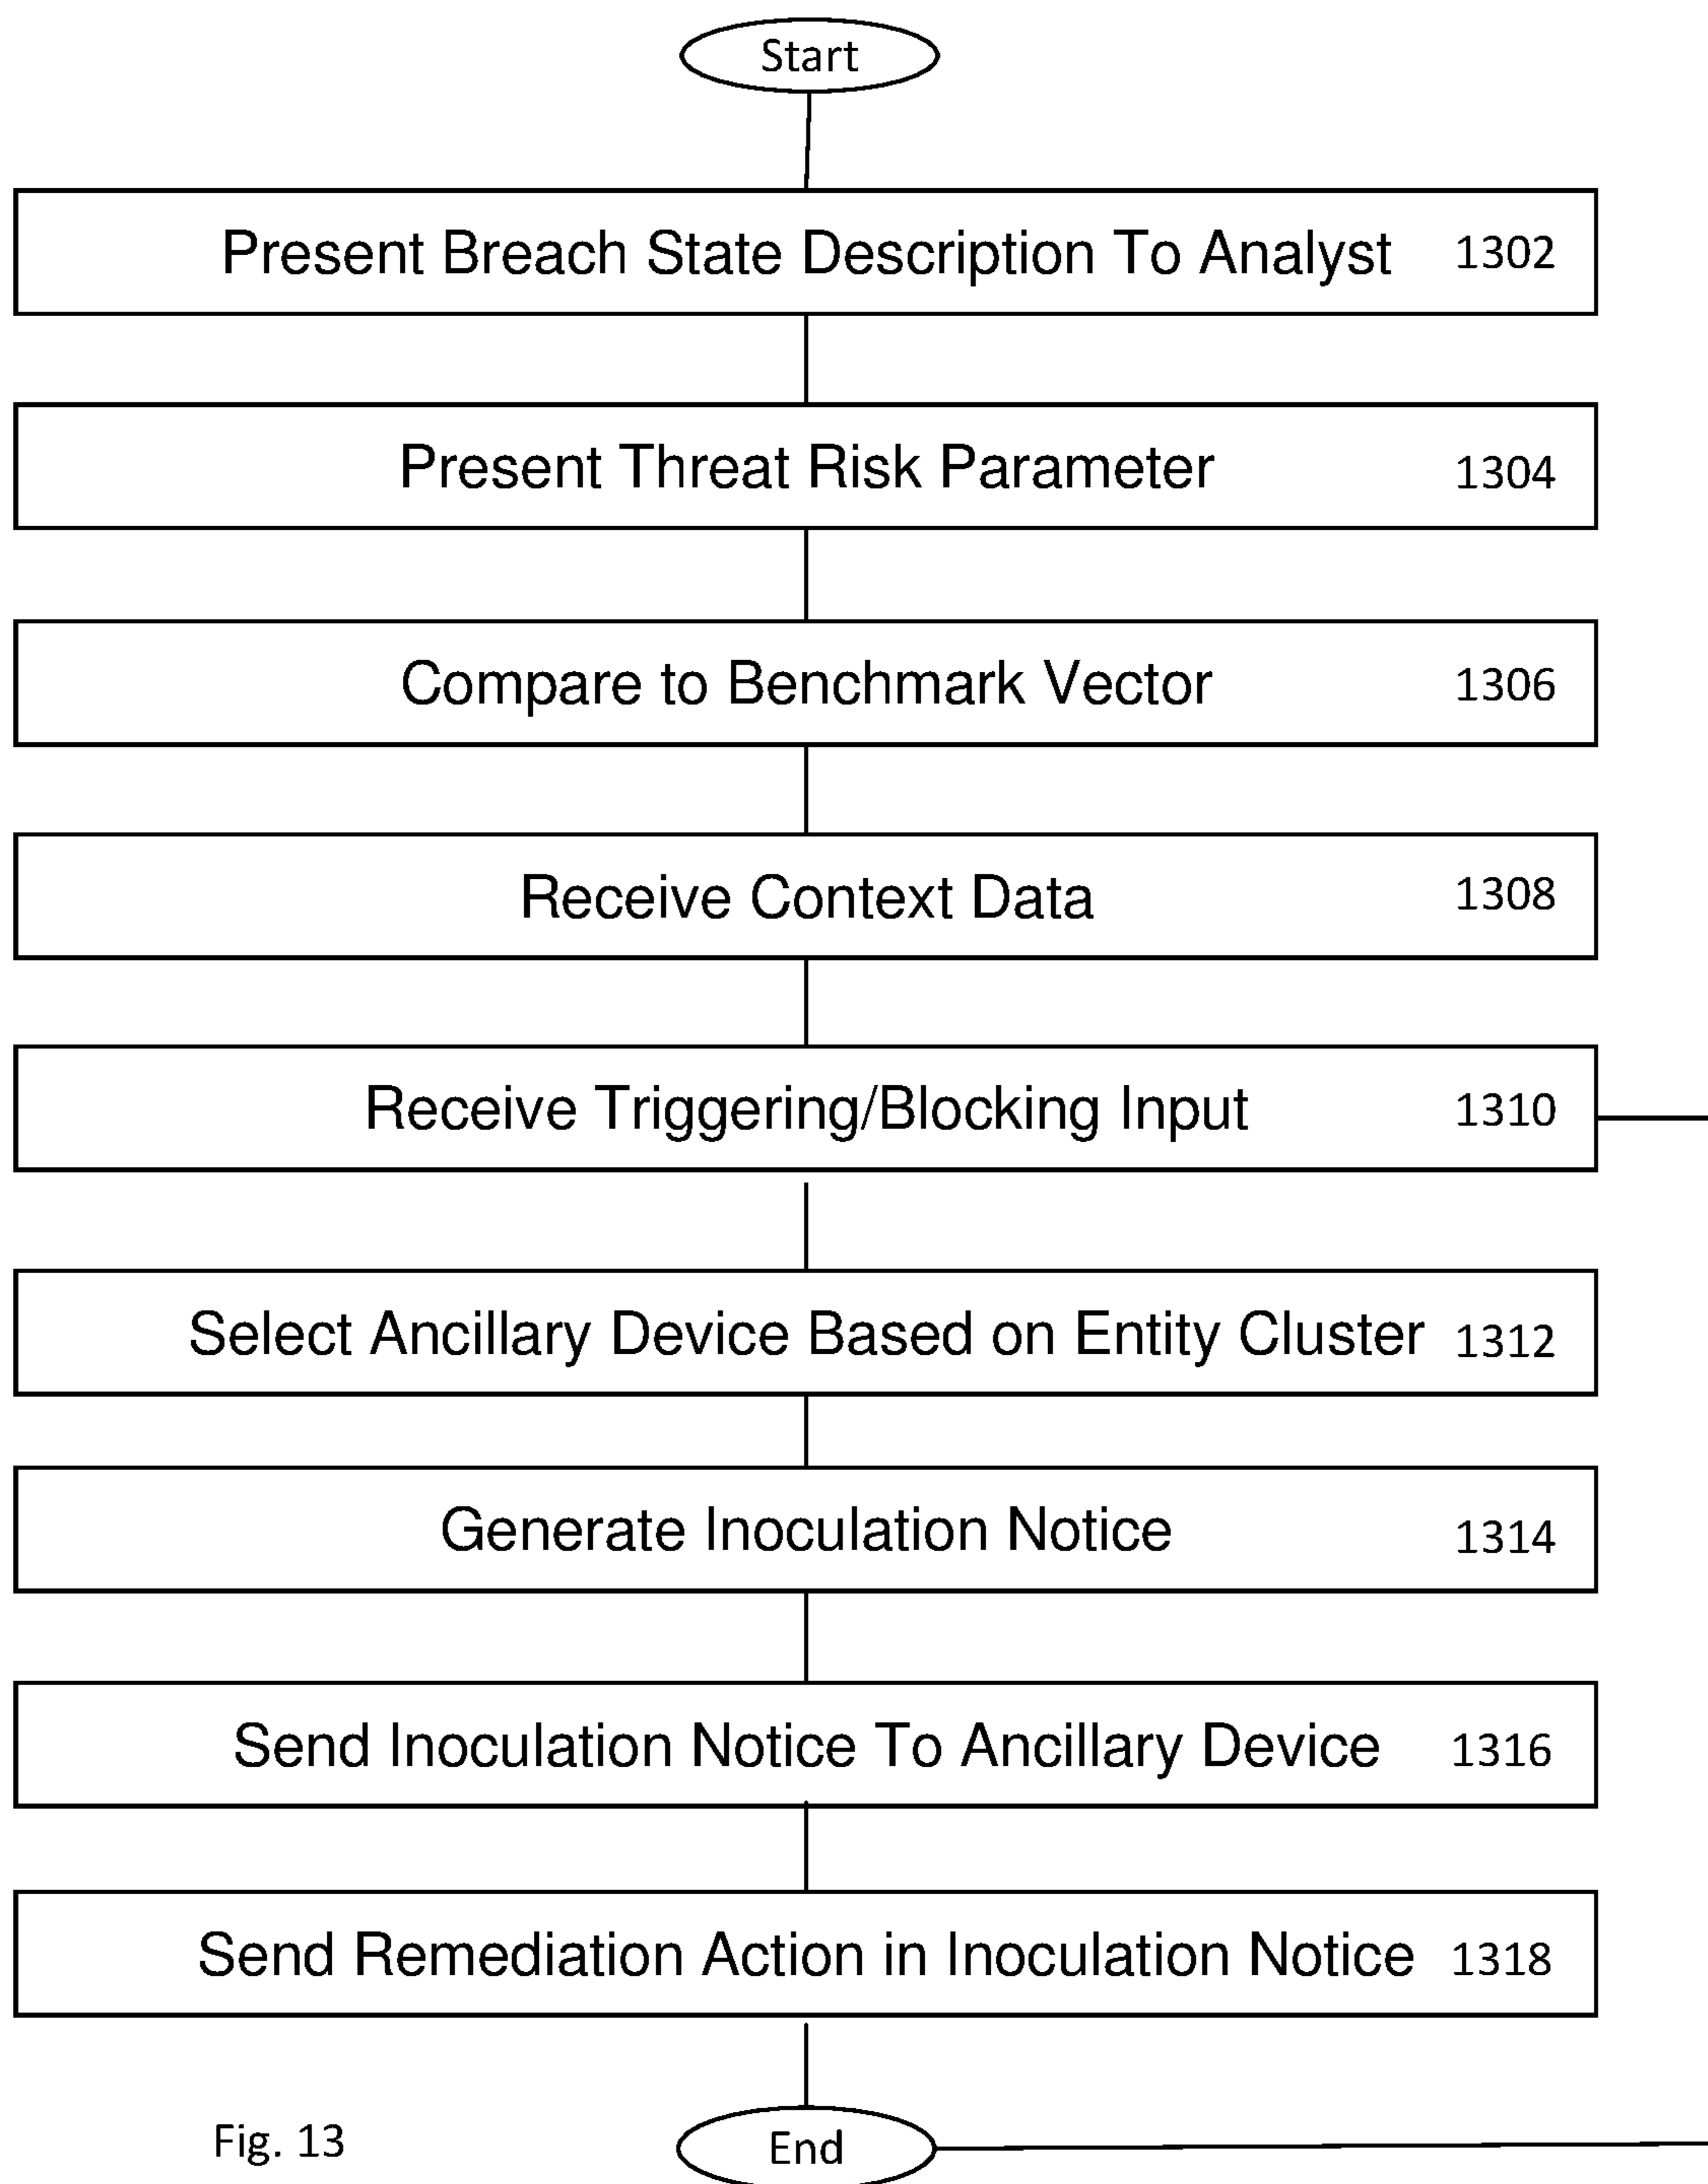 Start
Present Breach State Description To Analyst 1302
Present Threat Risk Parameter 1304
Compare to Benchmark Vector 1306
Receive Context Data 1308
Receive Triggering/Blocking Input 1310
Select Ancillary Device Based on Entity Cluster 1312
Generate Inoculation Notice 1314
Send Inoculation Notice To Ancillary Device 1316
Send Remediation Action in Inoculation Notice 1318
Fig. 13
End